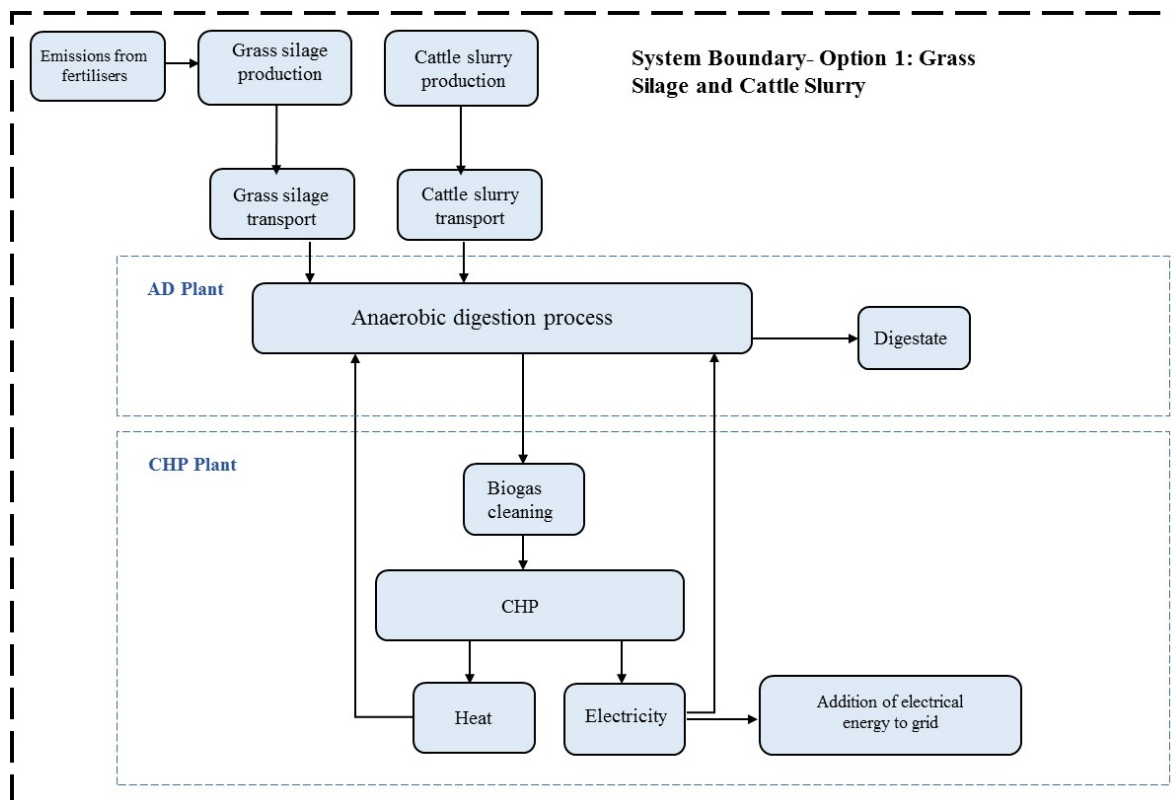 Emissions from
fertilisers
Grass silage
production
Cattle slurry
production
System Boundary- Option 1: Grass
Silage and Cattle Slurry
Grass silage
transport
Cattle slurry
transport
AD Plant
Anaerobic digestion process
Digestate
CHP Plant
Biogas
cleaning
CHP
Heat
Electricity
Addition of electrical
energy to grid